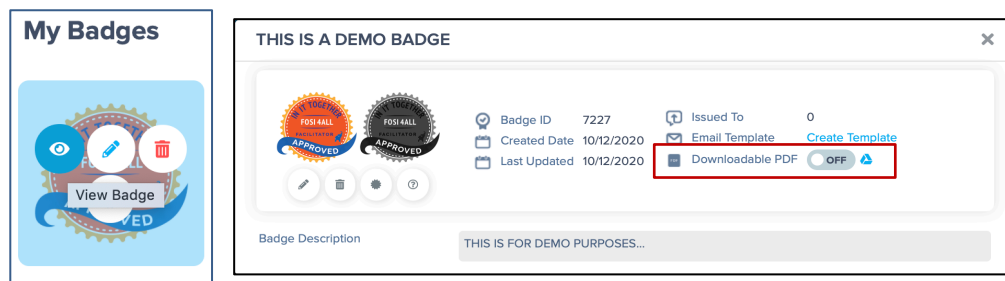 My Badges
View Badge
VED
THIS IS A DEMO BADGE
IN IT TOGETHER
FOSI 4ALL
FACILITATOR
APPROVED
IN IT TOGETHER
FOSI 4ALL
FACILITATOR
APPROVED
Badge ID 7227
Created Date 10/12/2020
Last Updated 10/12/2020
Issued To 0
Email Template Create Template
PDF Downloadable PDF OFF
Badge Description
THIS IS FOR DEMO PURPOSES...